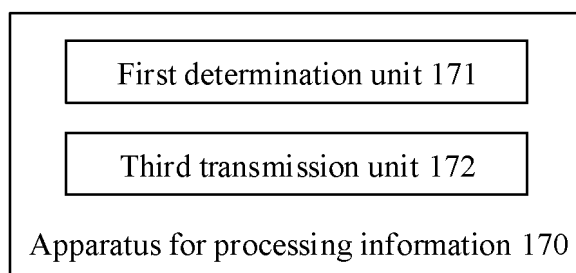 First determination unit 171
Third transmission unit 172
Apparatus for processing information 170